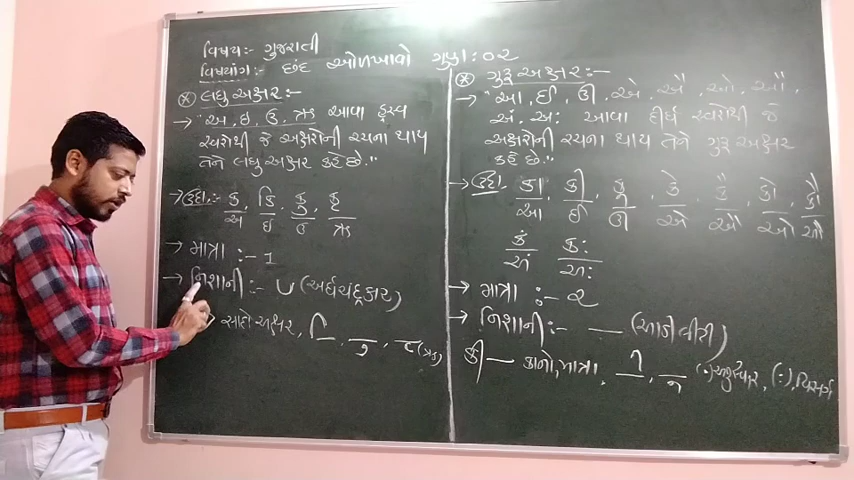 વિષય:- ગુજરાતી
વિષયાંગ:- છંદ ઓળખાવો ગુણ : ૦૨
* લઘુ અક્ષર:-
→ "અ, ઇ, ઉ, ઋ આવા હ્રસ્વ
સ્વરોથી જે અક્ષરોની રચના થાય
તેને લઘુ અક્ષર કહે છે."
→ ઉદા.:- ક, કિ, કુ, કૃ
અ ઇ ઉ ઋ
→ માત્રા :- ૧
→ નિશાની :- U (અર્ધચંદ્રકાર)
સાદો અક્ષર, િ, ુ, ૃ (ઋ)
* ગુરુ અક્ષર:-
→ "આ, ઈ, ઊ, એ, ઐ, ઓ, ઔ,
અં, અ: આવા દીર્ઘ સ્વરોથી જે
અક્ષરોની રચના થાય તેને ગુરુ અક્ષર
કહે છે."
→ ઉદા. કા, કી, કૂ, કે, કૈ, કો, કૌ
આ ઈ ઊ એ ઐ ઓ ઔ
કં ક:
અં અ:
→ માત્રા :- ૨
→ નિશાની:- — (આડી લીટી)
કી — કાનો, માત્રા, ી, ૂ (ં) અનુસ્વાર, (:) વિસર્ગ